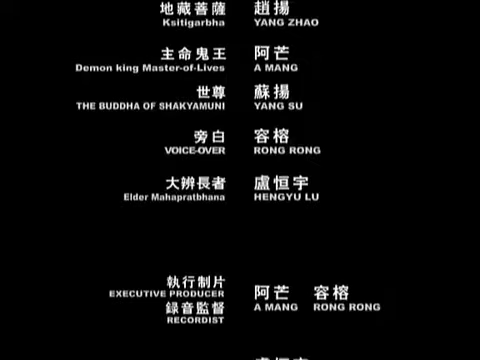 地藏菩薩 趙揚
Ksitigarbha YANG ZHAO
主命鬼王 阿芒
Demon king Master-of-Lives A MANG
世尊 蘇揚
THE BUDDHA OF SHAKYAMUNI YANG SU
旁白 容榕
VOICE-OVER RONG RONG
大辨長者 盧恒宇
Elder Mahapratbhana HENGYU LU
執行制片
EXECUTIVE PRODUCER 阿芒 容榕
錄音監督 A MANG RONG RONG
RECORDIST